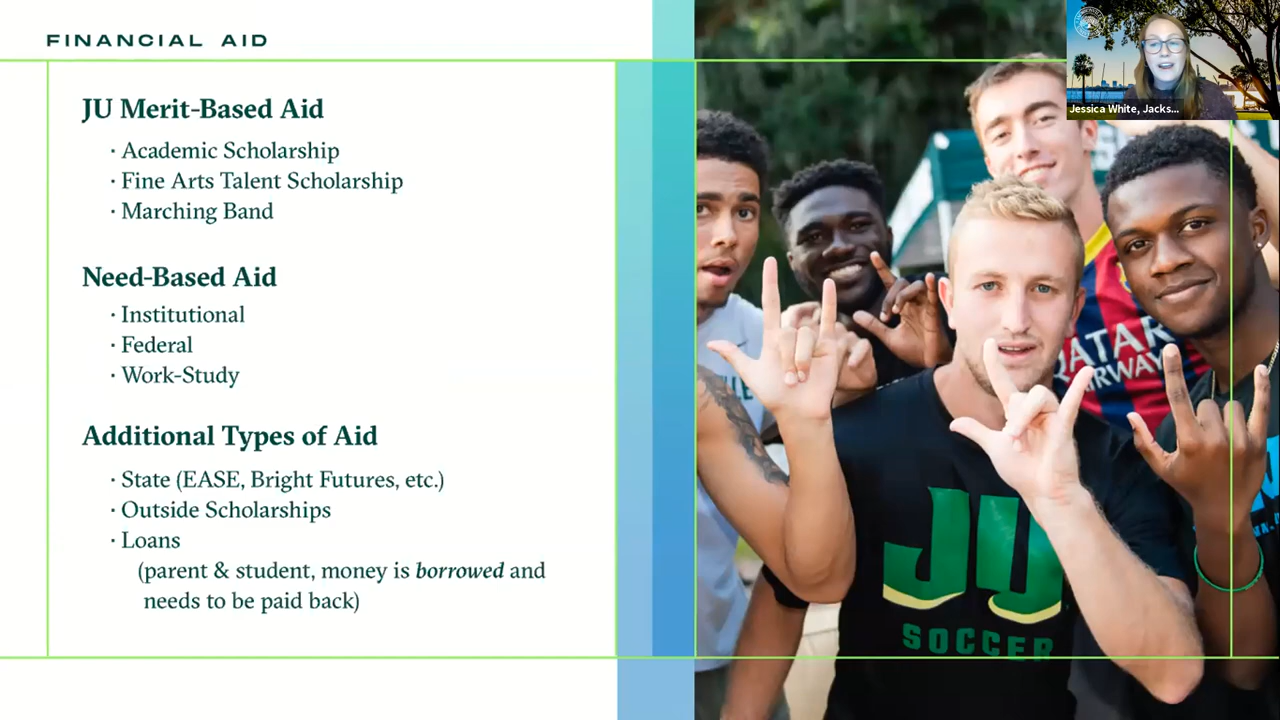 FINANCIAL AID
JU Merit-Based Aid
· Academic Scholarship
· Fine Arts Talent Scholarship
· Marching Band
Need-Based Aid
· Institutional
· Federal
· Work-Study
Additional Types of Aid
· State (EASE, Bright Futures, etc.)
· Outside Scholarships
· Loans
(parent & student, money is borrowed and
needs to be paid back)
Jessica White, Jacks...
QATAR
AIRWAY
JU
SOCCER